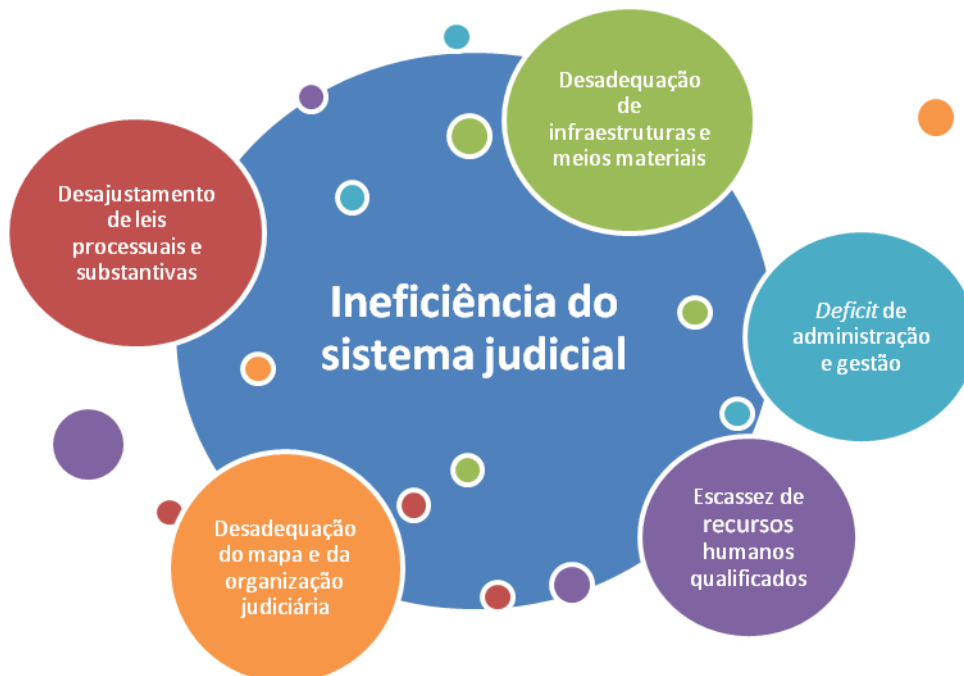 Desadequação
de
infraestruturas e
meios materiais
Desajustamento
de leis
processuais e
substantivas
Ineficiência do
sistema judicial
Deficit de
administração
e gestão
Escassez de
recursos
humanos
qualificados
Desadequação
do mapa e da
organização
judiciária